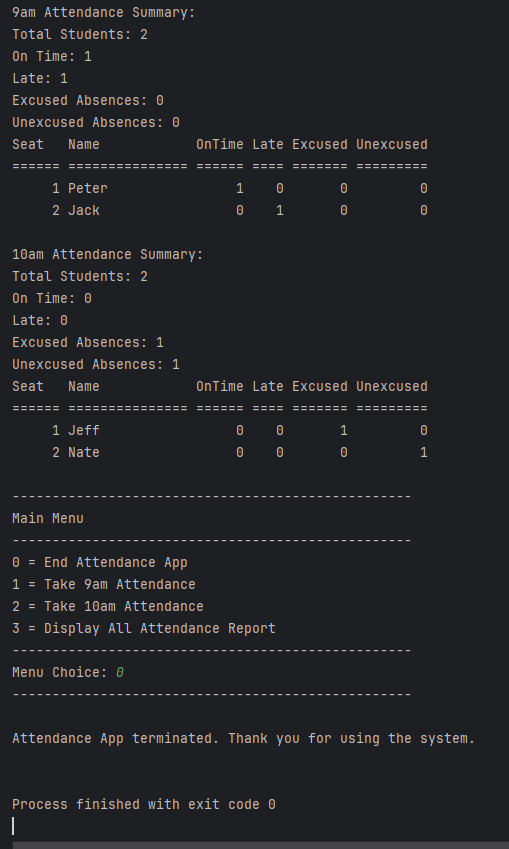 9am Attendance Summary:
Total Students: 2
On Time: 1
Late: 1
Excused Absences: 0
Unexcused Absences: 0
Seat   Name            OnTime Late Excused Unexcused
====== =============== ====== ==== ======= =========
     1 Peter                1    0       0         0
     2 Jack                 0    1       0         0
10am Attendance Summary:
Total Students: 2
On Time: 0
Late: 0
Excused Absences: 1
Unexcused Absences: 1
Seat   Name            OnTime Late Excused Unexcused
====== =============== ====== ==== ======= =========
     1 Jeff                 0    0       1         0
     2 Nate                 0    0       0         1
--------------------------------------------------
Main Menu
--------------------------------------------------
0 = End Attendance App
1 = Take 9am Attendance
2 = Take 10am Attendance
3 = Display All Attendance Report
--------------------------------------------------
Menu Choice: 0
--------------------------------------------------
Attendance App terminated. Thank you for using the system.
Process finished with exit code 0